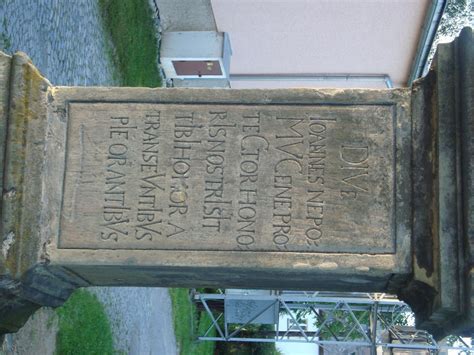 DIVE
IOANNES NEPO:
MVCENE PRO:
TECTOR HONO:
RIS NOSTRI SIT
TIBI HONOR A
TRANSEVNTIBVS
PIE ORANTIBVS